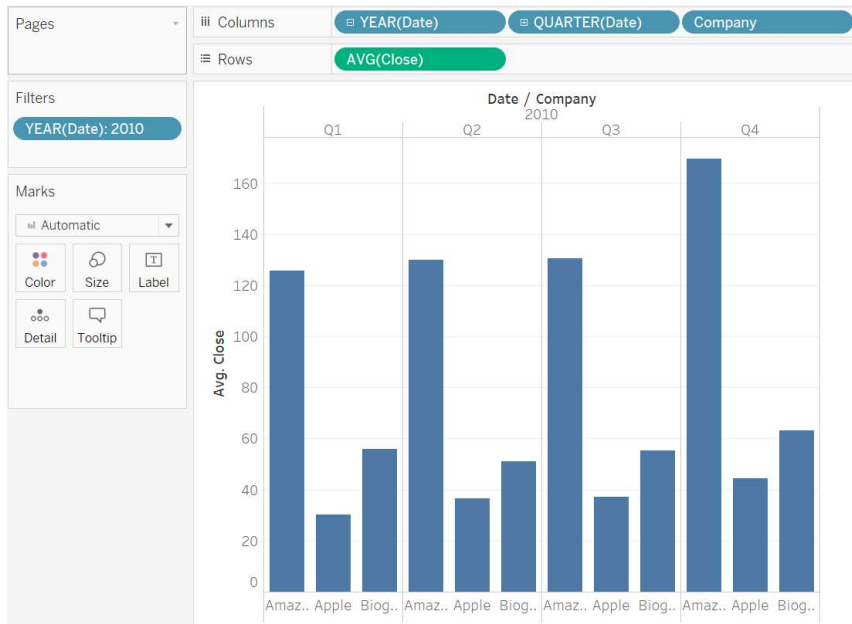 Pages
iii Columns
YEAR(Date)
QUARTER(Date)
Company
Rows
AVG(Close)
Filters
YEAR(Date): 2010
Marks
Automatic
Color
Size
T
Label
Detail
Tooltip
Date / Company
2010
Q1
Q2
Q3
Q4
Avg. Close
160
140
120
100
80
60
40
20
0
Amaz.. Apple Biog.. Amaz.. Apple Biog.. Amaz.. Apple Biog.. Amaz.. Apple Biog..